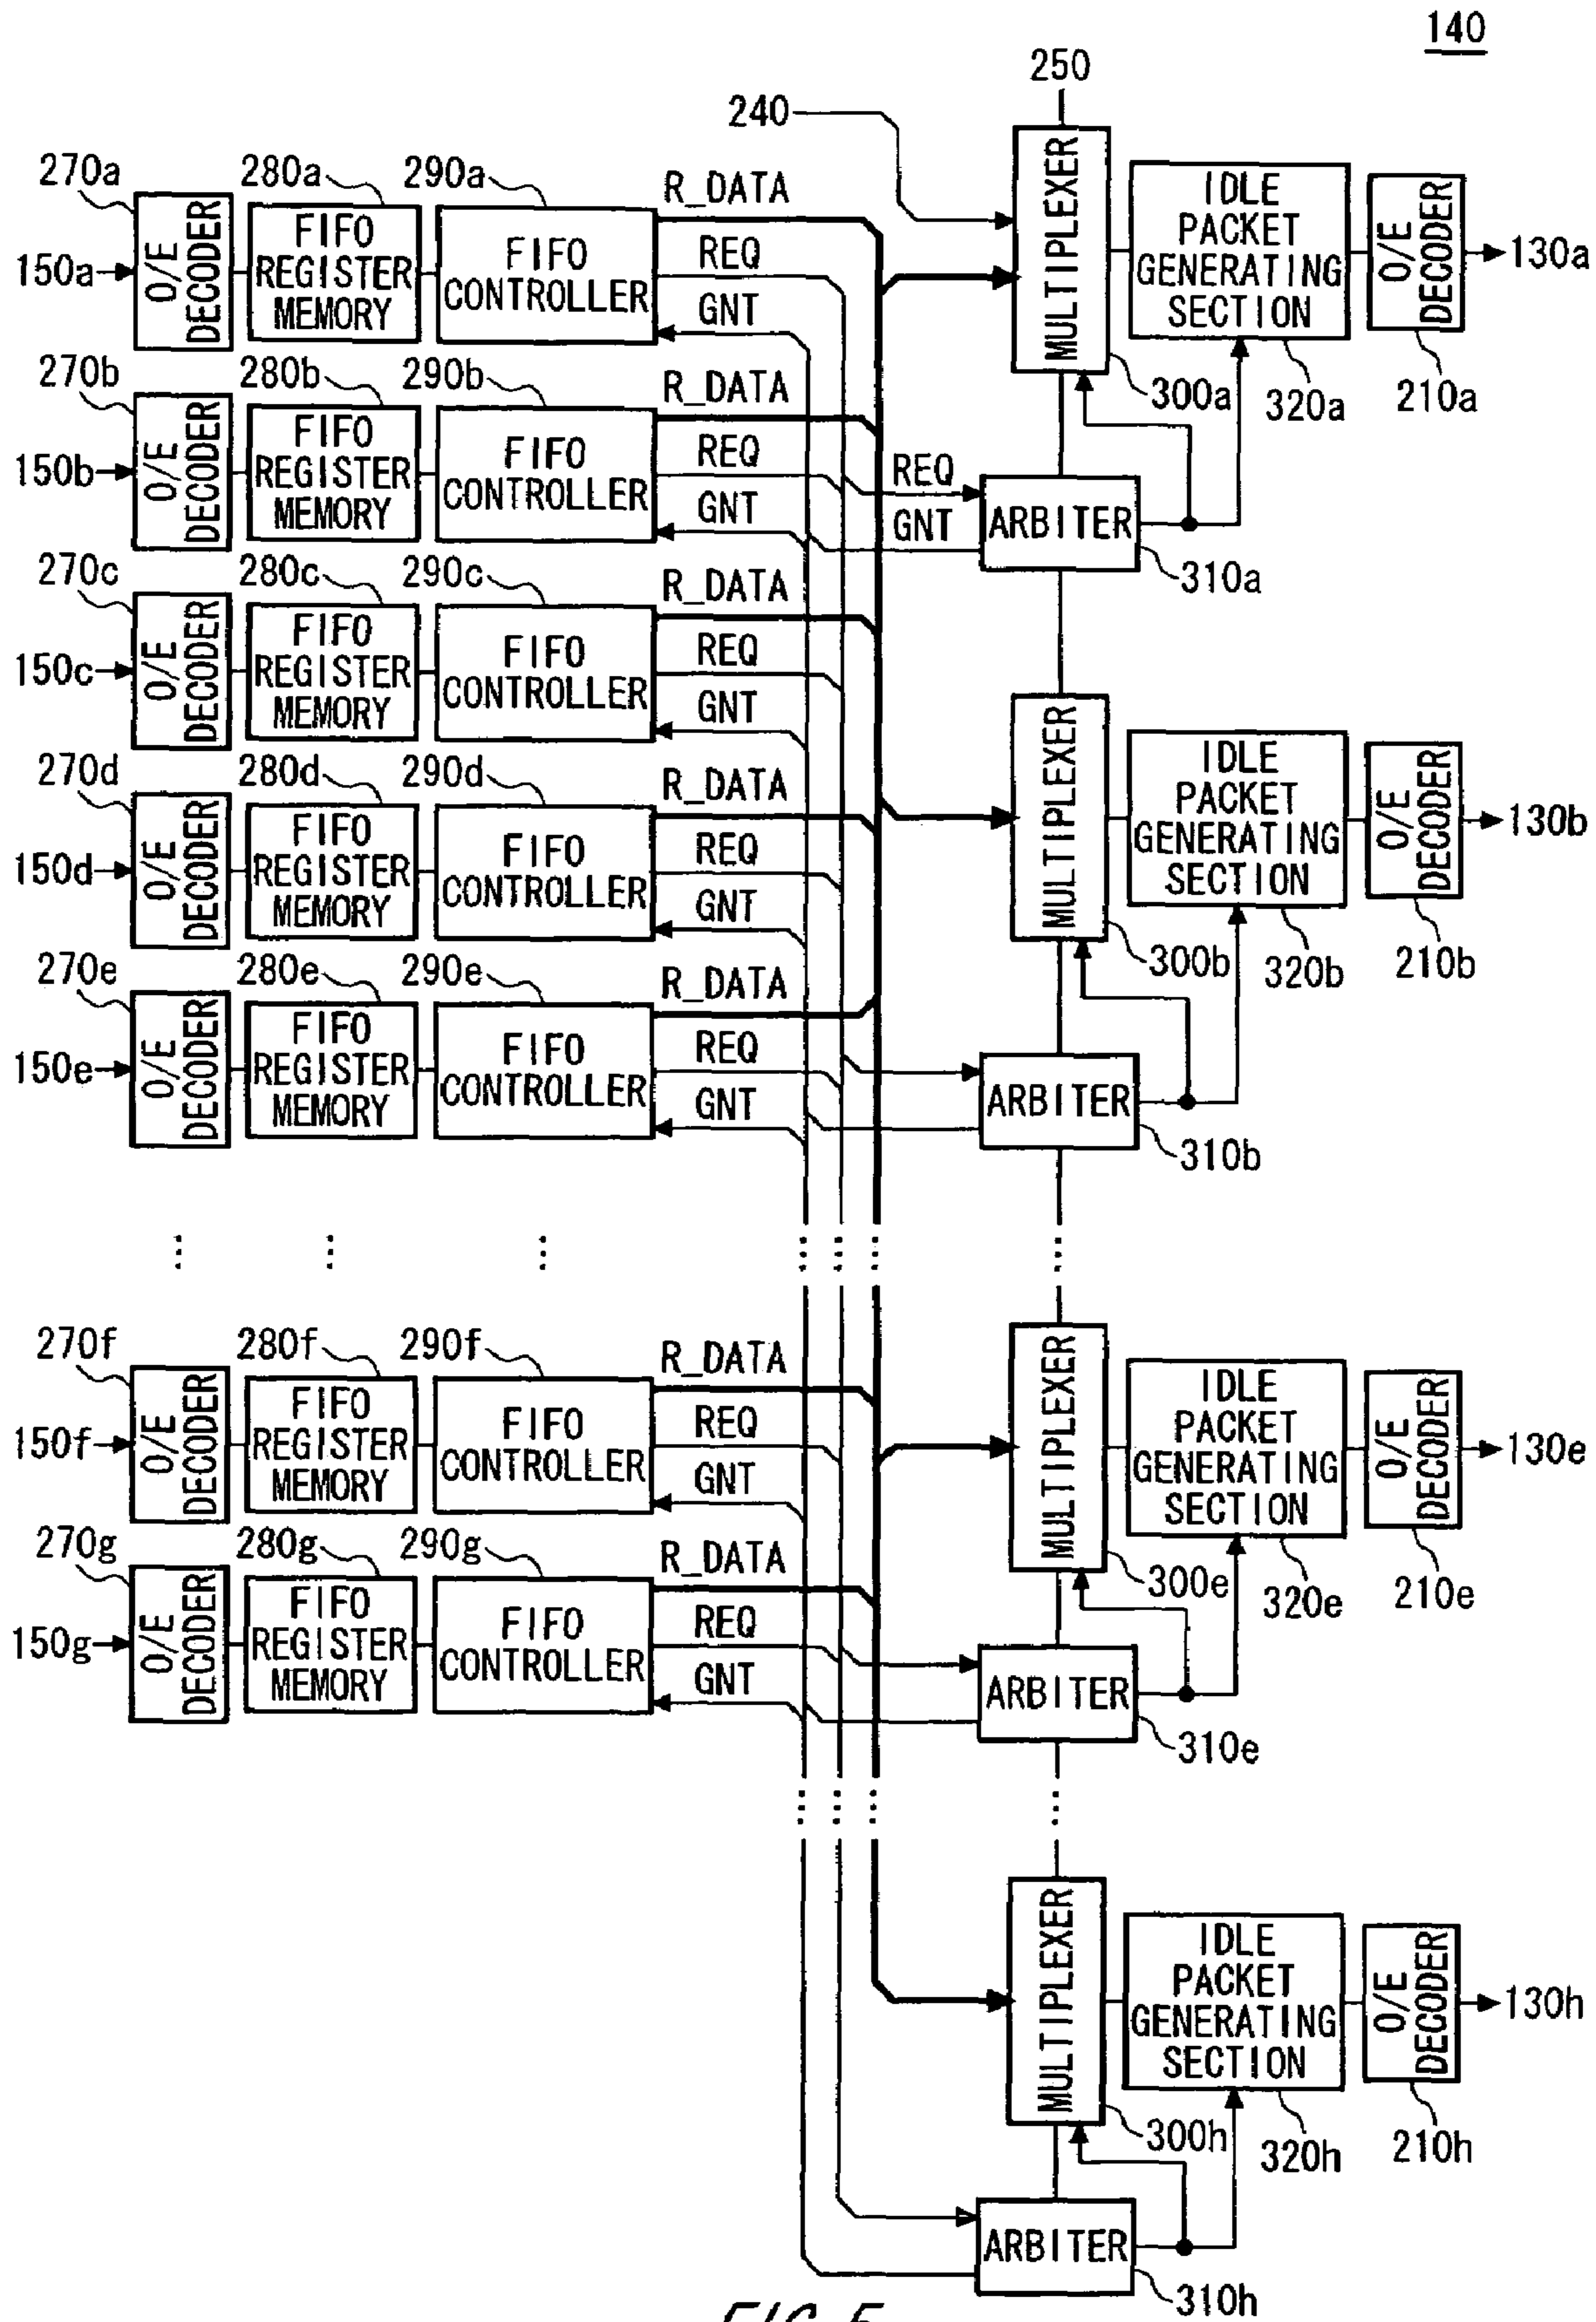 140
250
240
270a
280a
290a
R_DATA
150a
O/E
DECODER
FIFO
REGISTER
MEMORY
FIFO
CONTROLLER
REQ
GNT
MULTIPLEXER
IDLE
PACKET
GENERATING
SECTION
O/E
DECODER
130a
300a
320a
210a
270b
280b
290b
R_DATA
150b
O/E
DECODER
FIFO
REGISTER
MEMORY
FIFO
CONTROLLER
REQ
GNT
REQ
GNT
ARBITER
310a
270c
280c
290c
R_DATA
150c
O/E
DECODER
FIFO
REGISTER
MEMORY
FIFO
CONTROLLER
REQ
GNT
270d
280d
290d
R_DATA
150d
O/E
DECODER
FIFO
REGISTER
MEMORY
FIFO
CONTROLLER
REQ
GNT
MULTIPLEXER
IDLE
PACKET
GENERATING
SECTION
O/E
DECODER
130b
300b
320b
210b
270e
280e
290e
R_DATA
150e
O/E
DECODER
FIFO
REGISTER
MEMORY
FIFO
CONTROLLER
REQ
GNT
ARBITER
310b
270f
280f
290f
R_DATA
150f
O/E
DECODER
FIFO
REGISTER
MEMORY
FIFO
CONTROLLER
REQ
GNT
MULTIPLEXER
IDLE
PACKET
GENERATING
SECTION
O/E
DECODER
130e
300e
320e
210e
270g
280g
290g
R_DATA
150g
O/E
DECODER
FIFO
REGISTER
MEMORY
FIFO
CONTROLLER
REQ
GNT
ARBITER
310e
MULTIPLEXER
IDLE
PACKET
GENERATING
SECTION
O/E
DECODER
130h
300h
320h
210h
ARBITER
310h